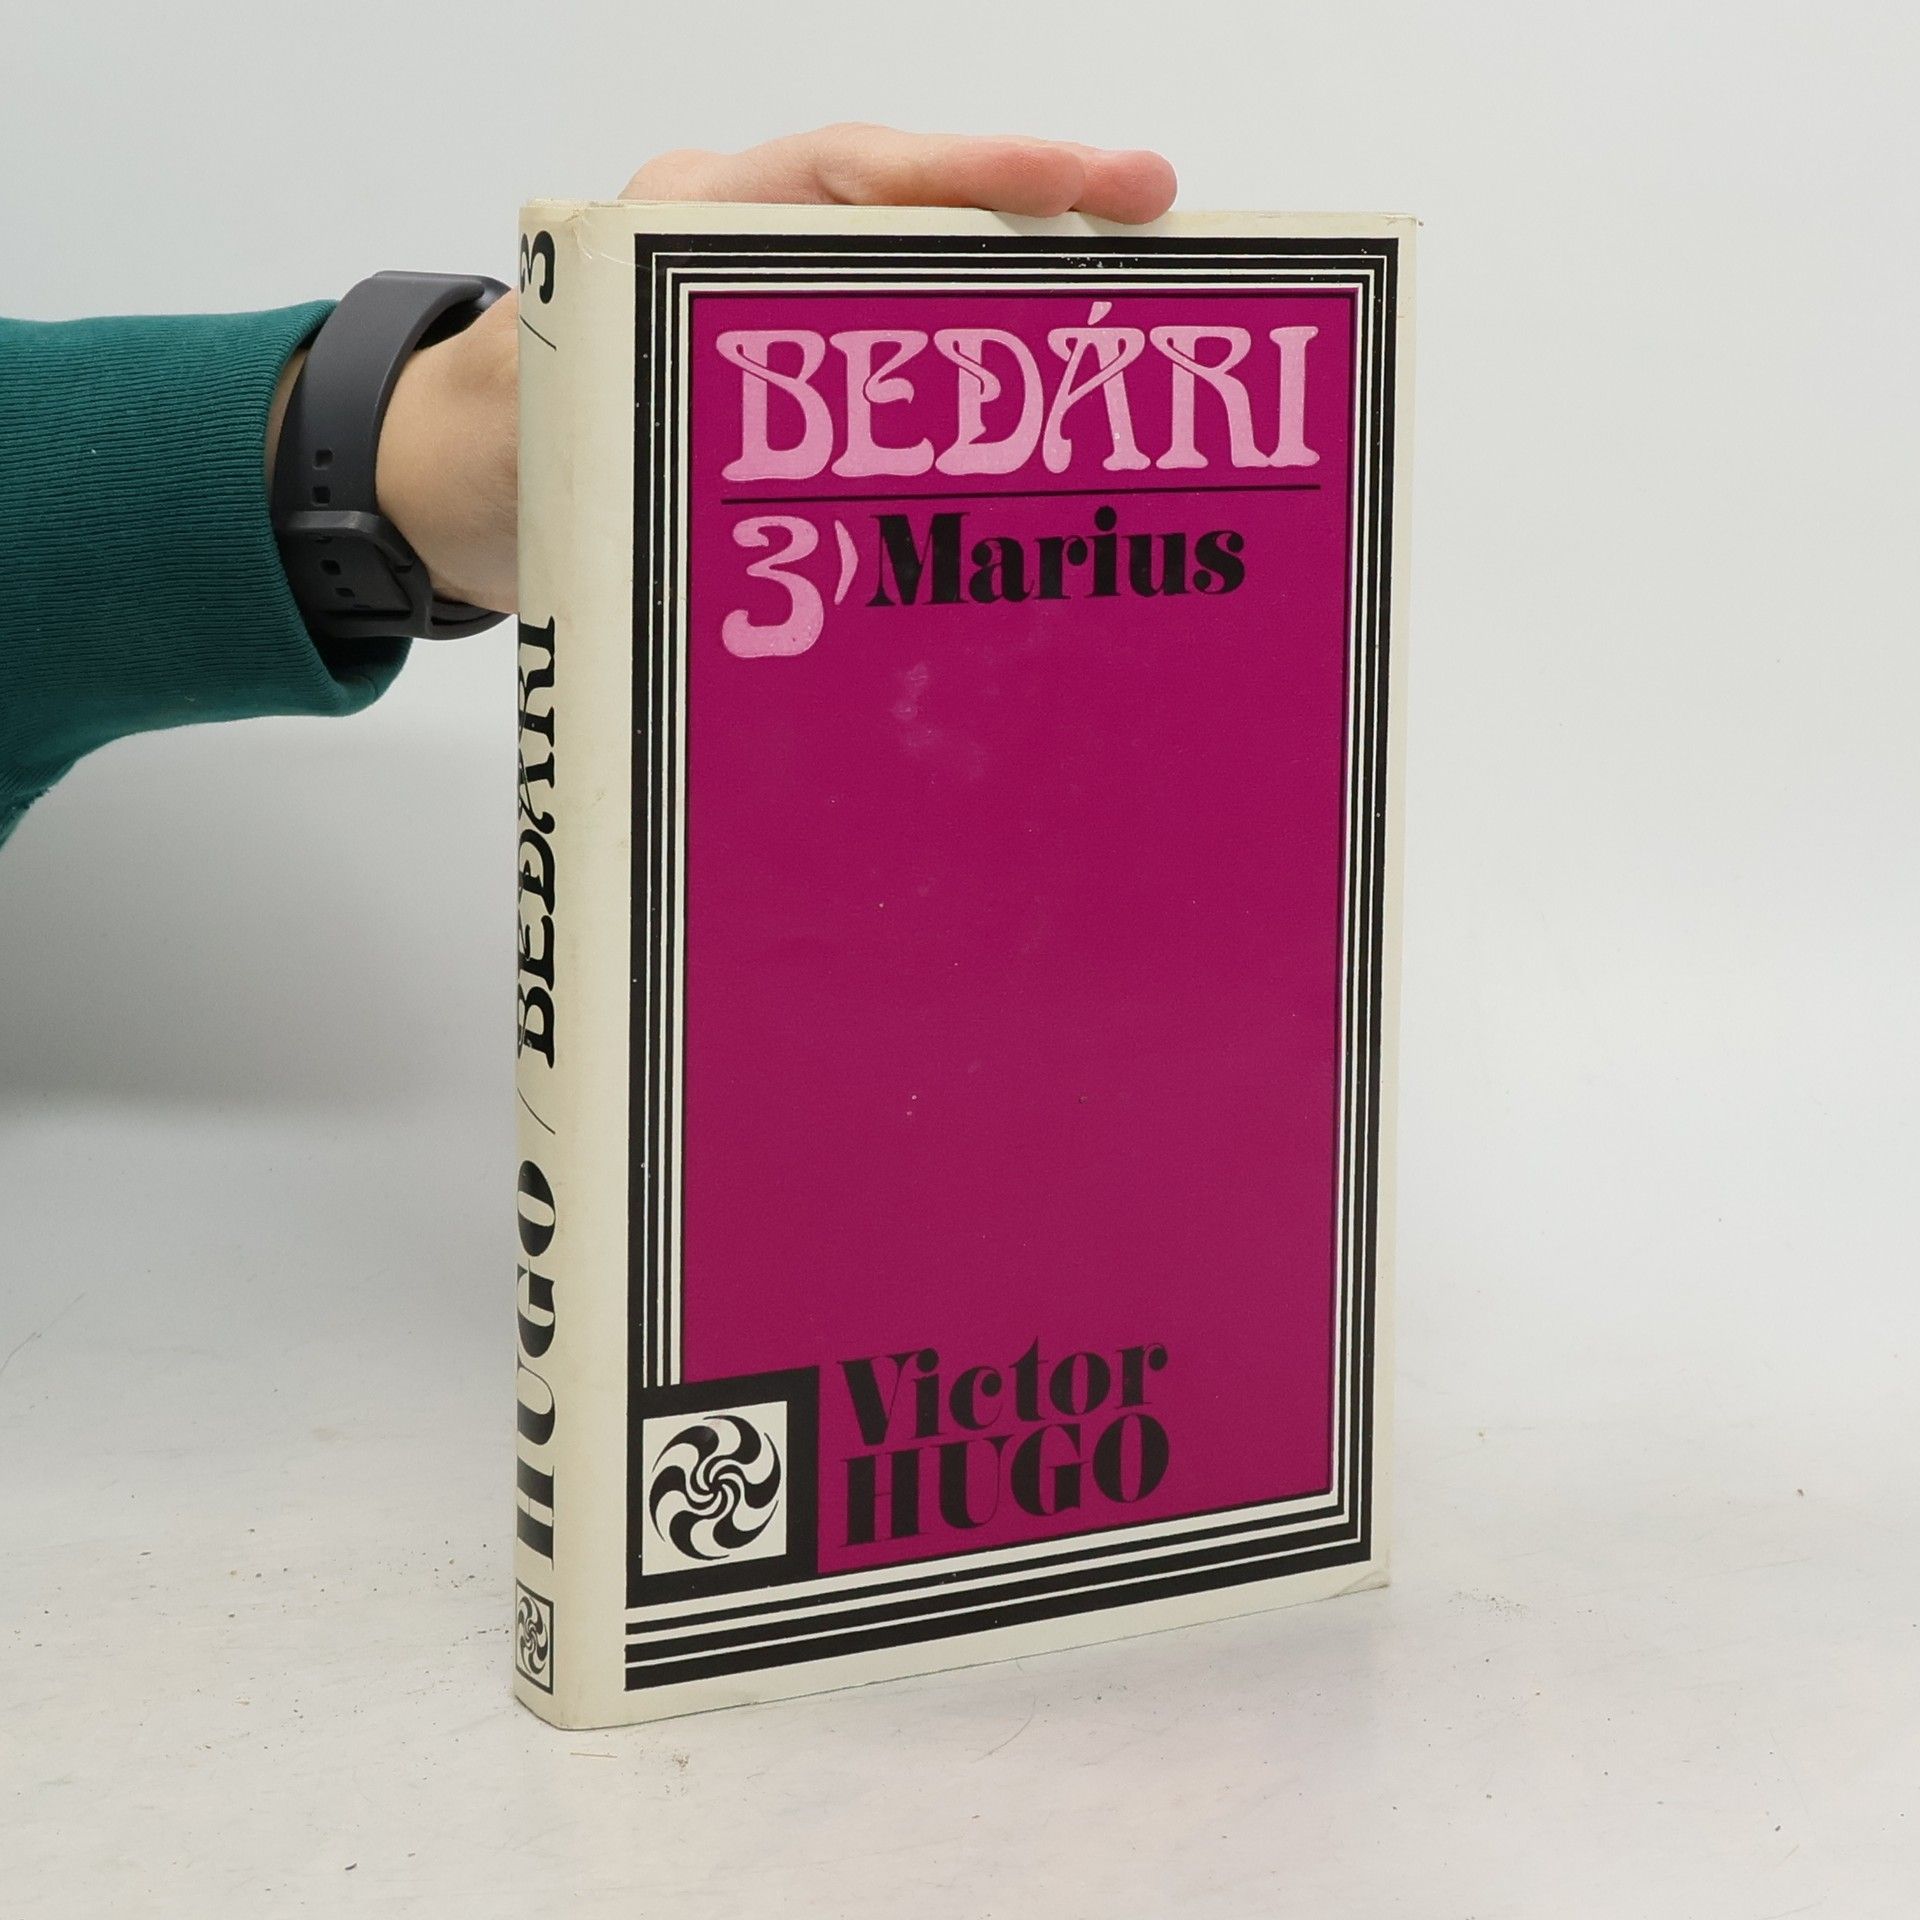 BEDÁRI
3) Marius
Victor
HUGO
HUGO / BEDÁRI / 3